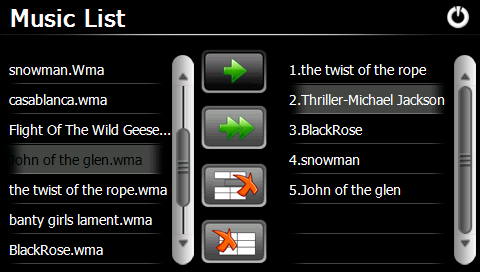 Music List
snowman.Wma
casablanca.wma
Flight Of The Wild Geese...
John of the glen.wma
the twist of the rope.wma
banty girls lament.wma
BlackRose.wma
1.the twist of the rope
2.Thriller-Michael Jackson
3.BlackRose
4.snowman
5.John of the glen